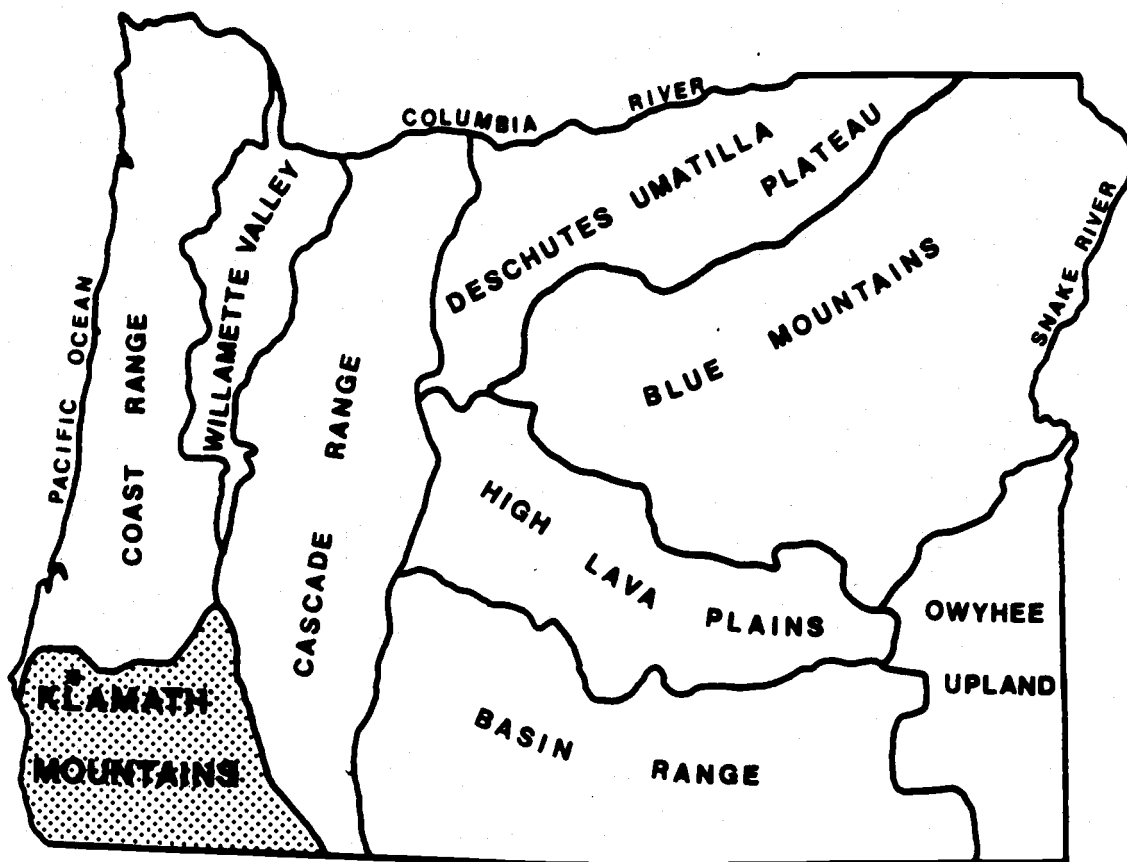 COLUMBIA RIVER
DESCHUTES UMATILLA
PLATEAU
WILLAMETTE VALLEY
PACIFIC OCEAN
COAST RANGE
CASCADE RANGE
BLUE MOUNTAINS
SNAKE RIVER
HIGH LAVA PLAINS
OWYHEE
UPLAND
KLAMATH
MOUNTAINS
BASIN RANGE